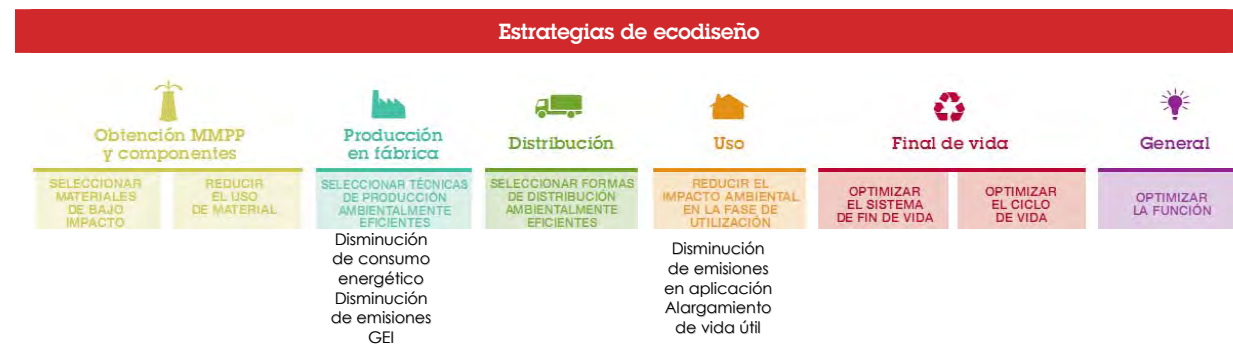 Estrategias de ecodiseño
Obtención MMPP
y componentes
Producción
en fábrica
Distribución
Uso
Final de vida
General
SELECCIONAR
MATERIALES
DE BAJO
IMPACTO
REDUCIR
EL USO
DE MATERIAL
SELECCIONAR TÉCNICAS
DE PRODUCCIÓN
AMBIENTALMENTE
EFICIENTES
SELECCIONAR FORMAS
DE DISTRIBUCIÓN
AMBIENTALMENTE
EFICIENTES
REDUCIR EL
IMPACTO AMBIENTAL
EN LA FASE DE
UTILIZACIÓN
OPTIMIZAR
EL SISTEMA
DE FIN DE VIDA
OPTIMIZAR
EL CICLO
DE VIDA
OPTIMIZAR
LA FUNCIÓN
Disminución
de consumo
energético
Disminución
de emisiones
GEI
Disminución
de emisiones
en aplicación
Alargamiento
de vida útil